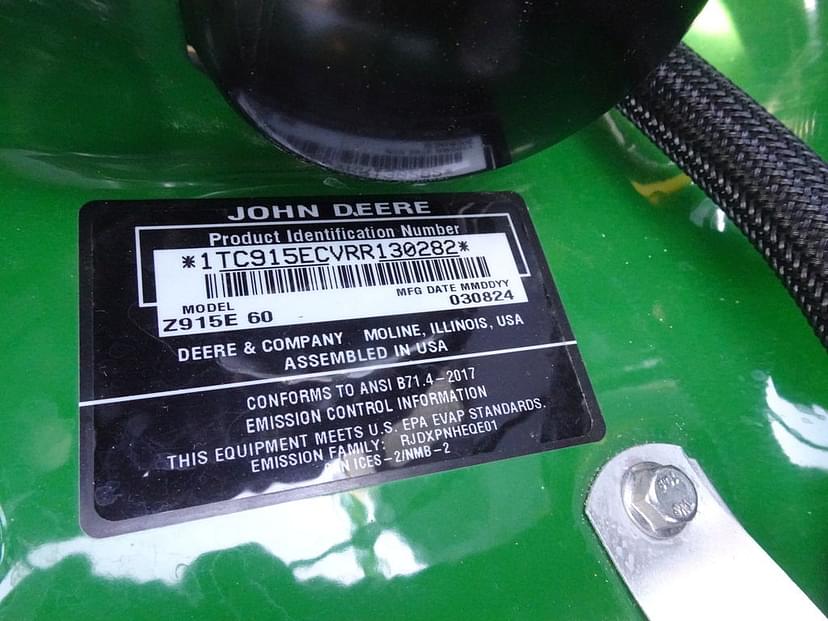 JOHN DEERE
Product Identification Number
*1TC915ECVRR130282*
MODEL
MFG DATE MMDDYY
Z915E 60
030824
DEERE & COMPANY MOLINE, ILLINOIS, USA
ASSEMBLED IN USA
CONFORMS TO ANSI B71.4-2017
EMISSION CONTROL INFORMATION
THIS EQUIPMENT MEETS U.S. EPA EVAP STANDARDS.
EMISSION FAMILY: RJDXPNHEQE01
ICES-2/NMB-2